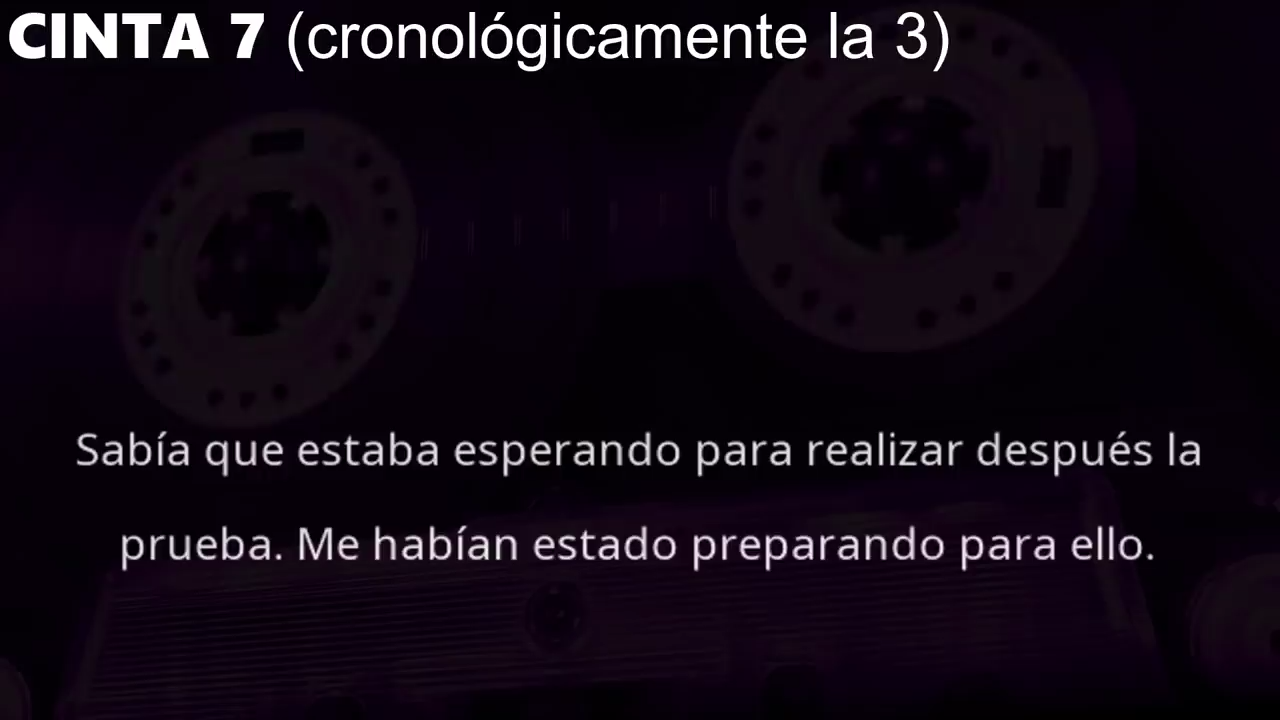 CINTA 7 (cronológicamente la 3)
Sabía que estaba esperando para realizar después la
prueba. Me habían estado preparando para ello.